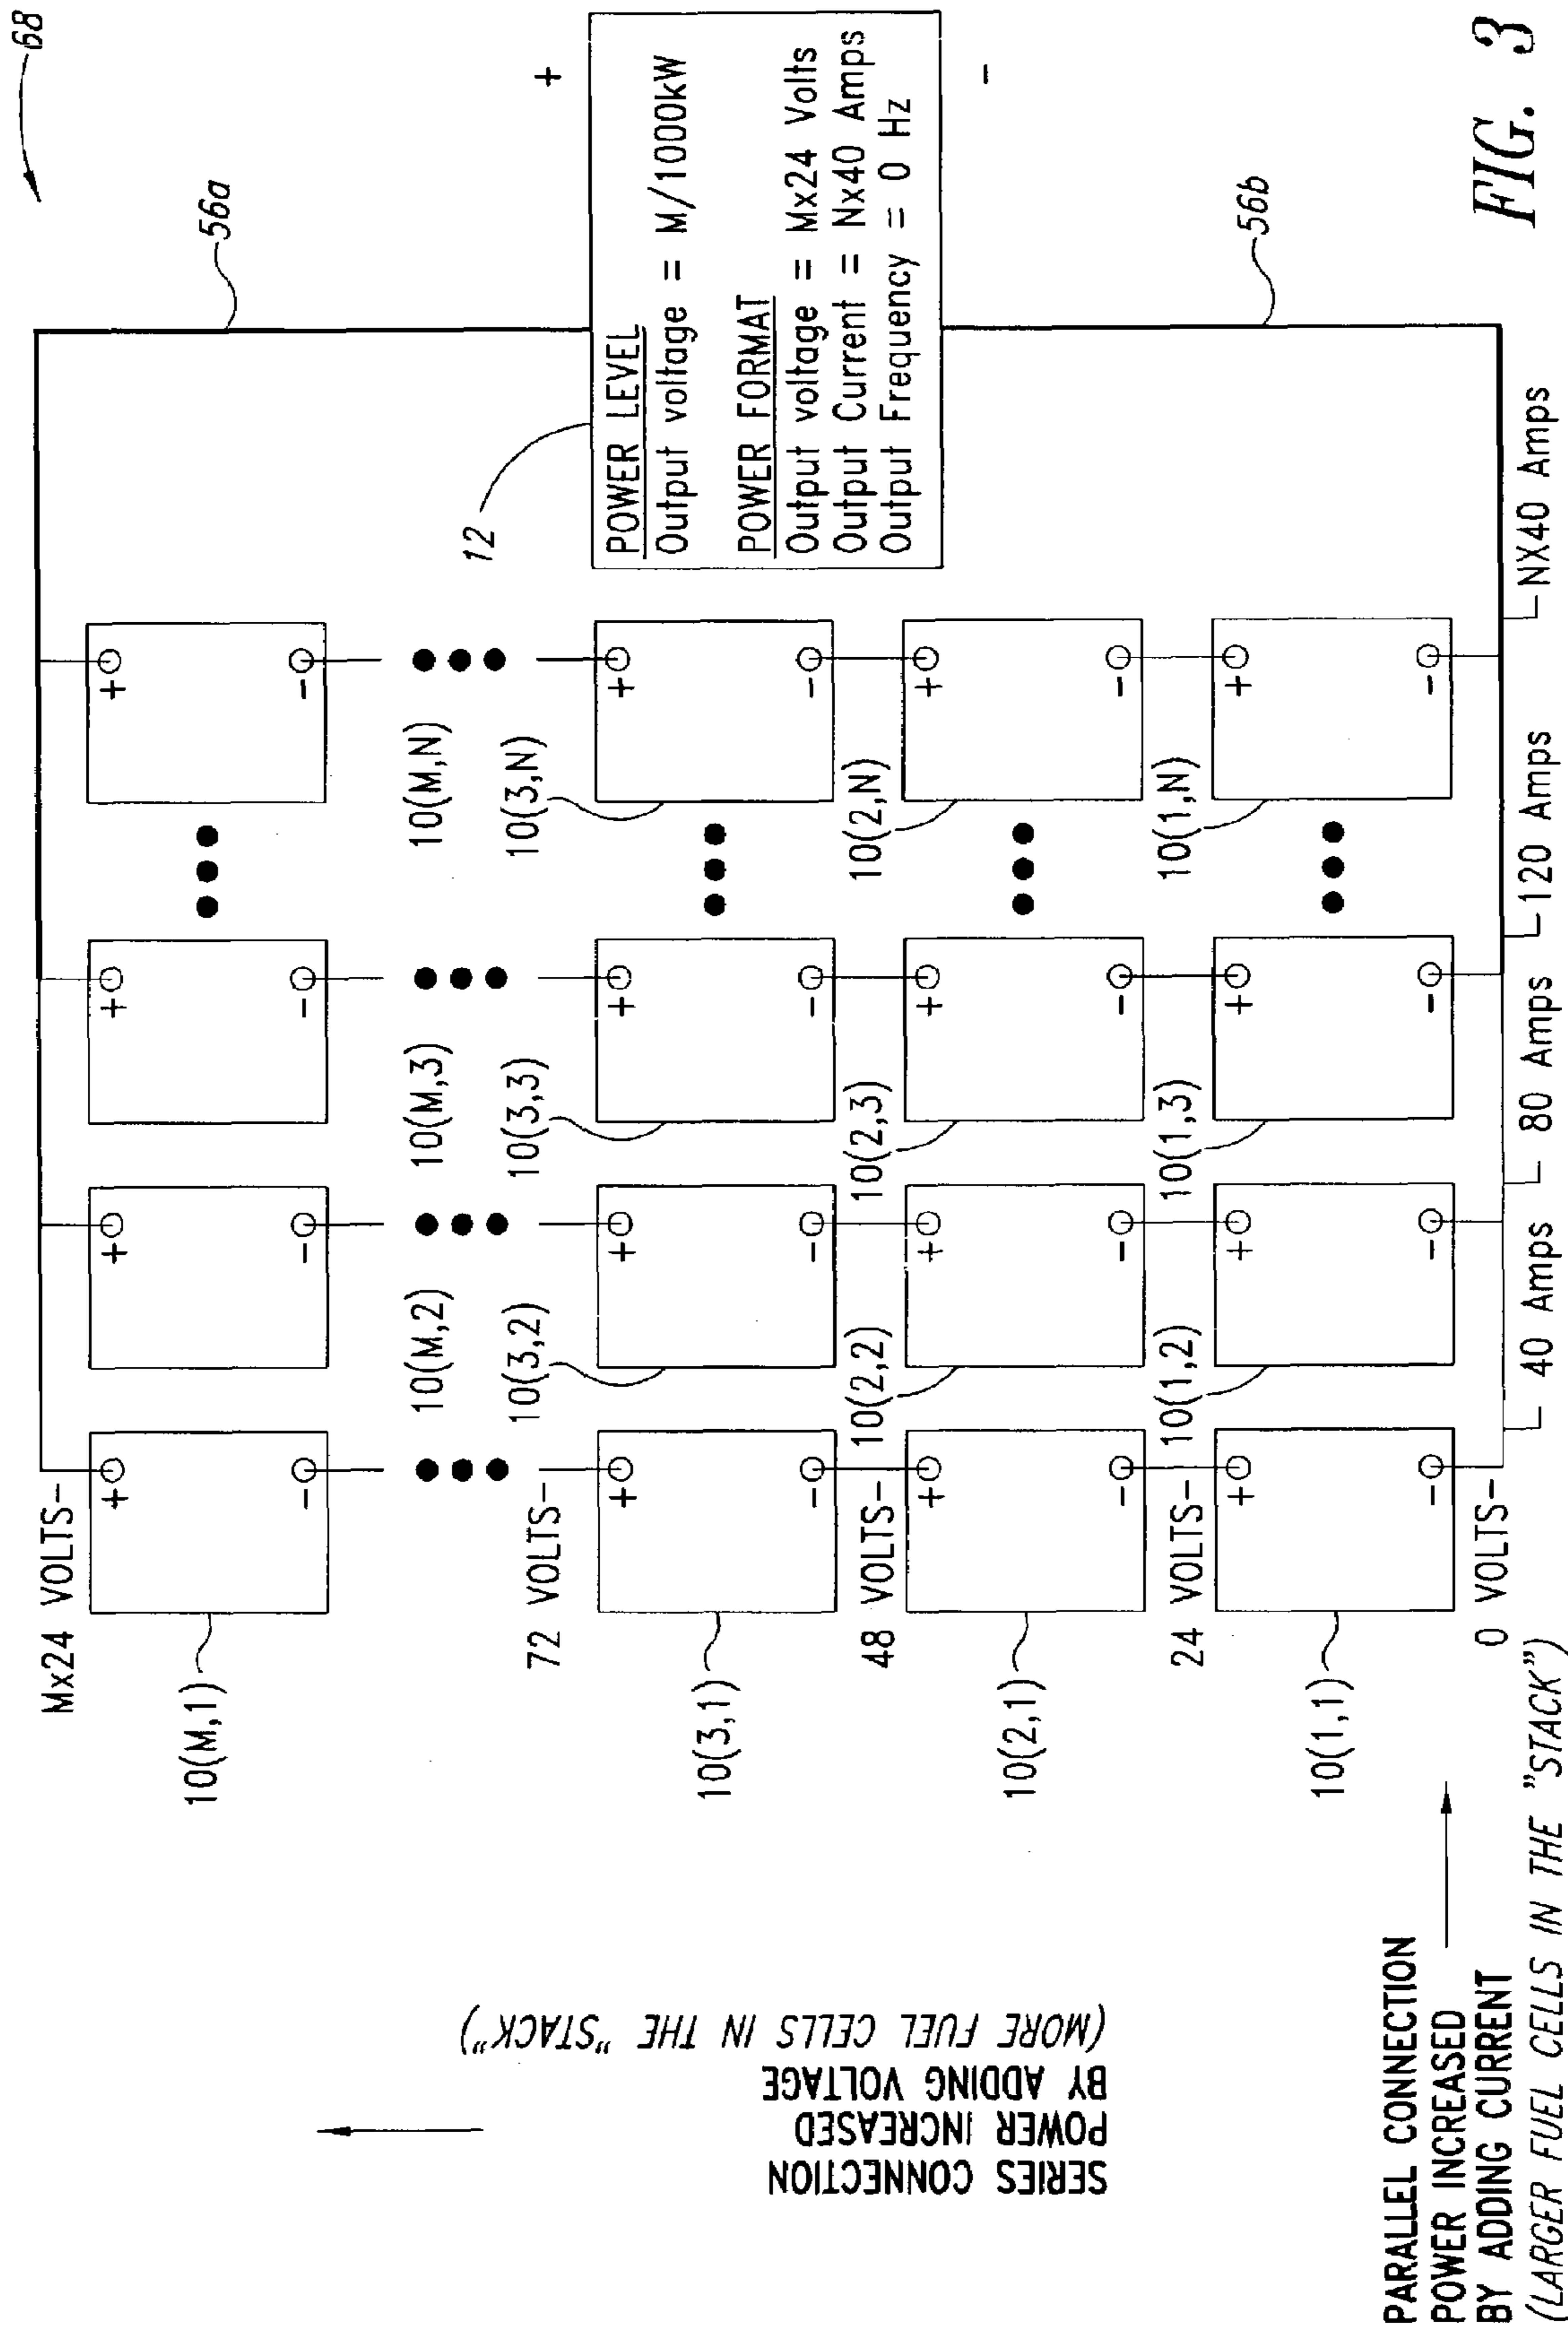 68
Mx24 VOLTS-
56a
10(M,1)
10(M,2)
10(M,3)
10(M,N)
+
-
+
-
+
-
+
-
12
+
POWER LEVEL
Output voltage = M/1000kW
POWER FORMAT
Output voltage = Mx24 Volts
Output Current = Nx40 Amps
Output Frequency = 0 Hz
-
72 VOLTS-
10(3,1)
10(3,2)
10(3,3)
10(3,N)
+
-
+
-
+
-
+
-
48 VOLTS-
10(2,1)
10(2,2)
10(2,3)
10(2,N)
+
-
+
-
+
-
+
-
24 VOLTS-
10(1,1)
10(1,2)
10(1,3)
10(1,N)
+
-
+
-
+
-
+
-
56b
0 VOLTS-
40 Amps
80 Amps
120 Amps
NX40 Amps
SERIES CONNECTION
POWER INCREASED
BY ADDING VOLTAGE
(MORE FUEL CELLS IN THE "STACK")
PARALLEL CONNECTION
POWER INCREASED
BY ADDING CURRENT
(LARGER FUEL CELLS IN THE "STACK")
FIG. 3